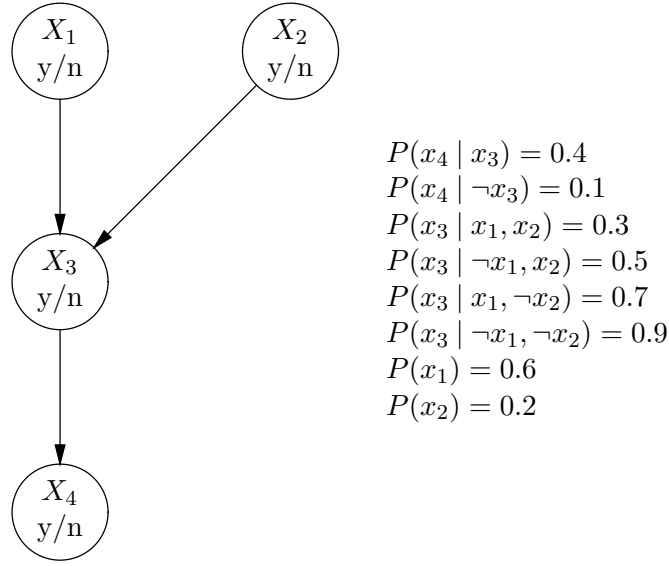 X₁
y/n
X₂
y/n
P(x₄ | x₃) = 0.4
P(x₄ | ¬x₃) = 0.1
P(x₃ | x₁, x₂) = 0.3
P(x₃ | ¬x₁, x₂) = 0.5
P(x₃ | x₁, ¬x₂) = 0.7
P(x₃ | ¬x₁, ¬x₂) = 0.9
P(x₁) = 0.6
P(x₂) = 0.2
X₃
y/n
X₄
y/n